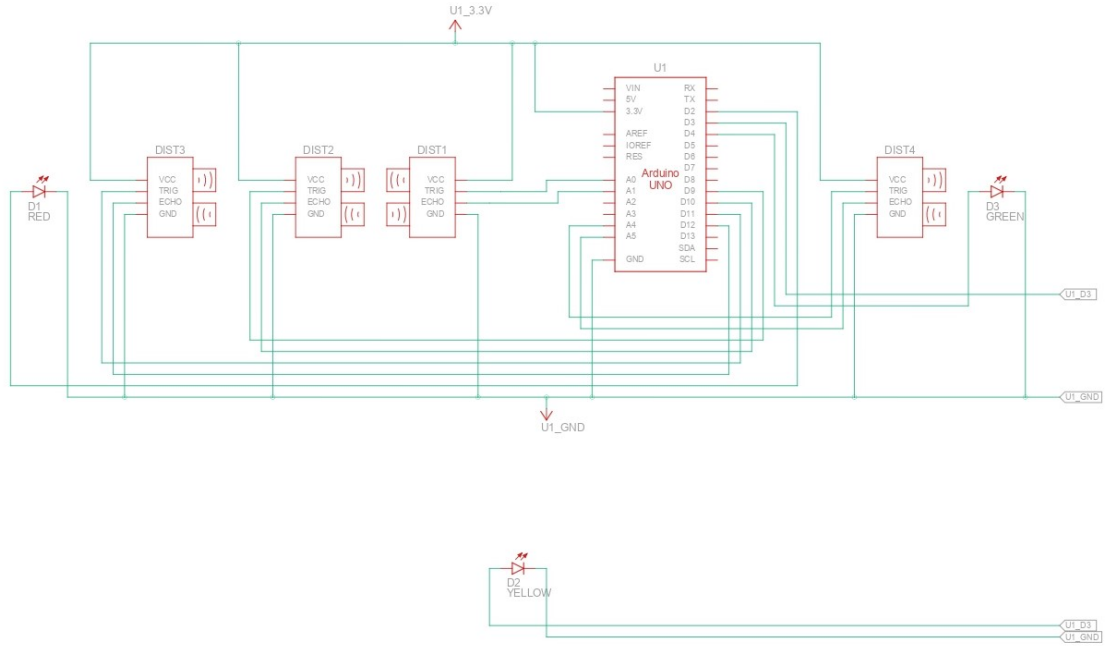 U1_3.3V
U1
VIN
5V
3.3V
AREF
IOREF
RES
A0
A1
A2
A3
A4
A5
GND
Arduino
UNO
RX
TX
D2
D3
D4
D5
D6
D7
D8
D9
D10
D11
D12
D13
SDA
SCL
D1
RED
DIST3
VCC
TRIG
ECHO
GND
DIST2
VCC
TRIG
ECHO
GND
DIST1
VCC
TRIG
ECHO
GND
DIST4
VCC
TRIG
ECHO
GND
D3
GREEN
U1_D3
U1_GND
U1_GND
D2
YELLOW
U1_D3
U1_GND